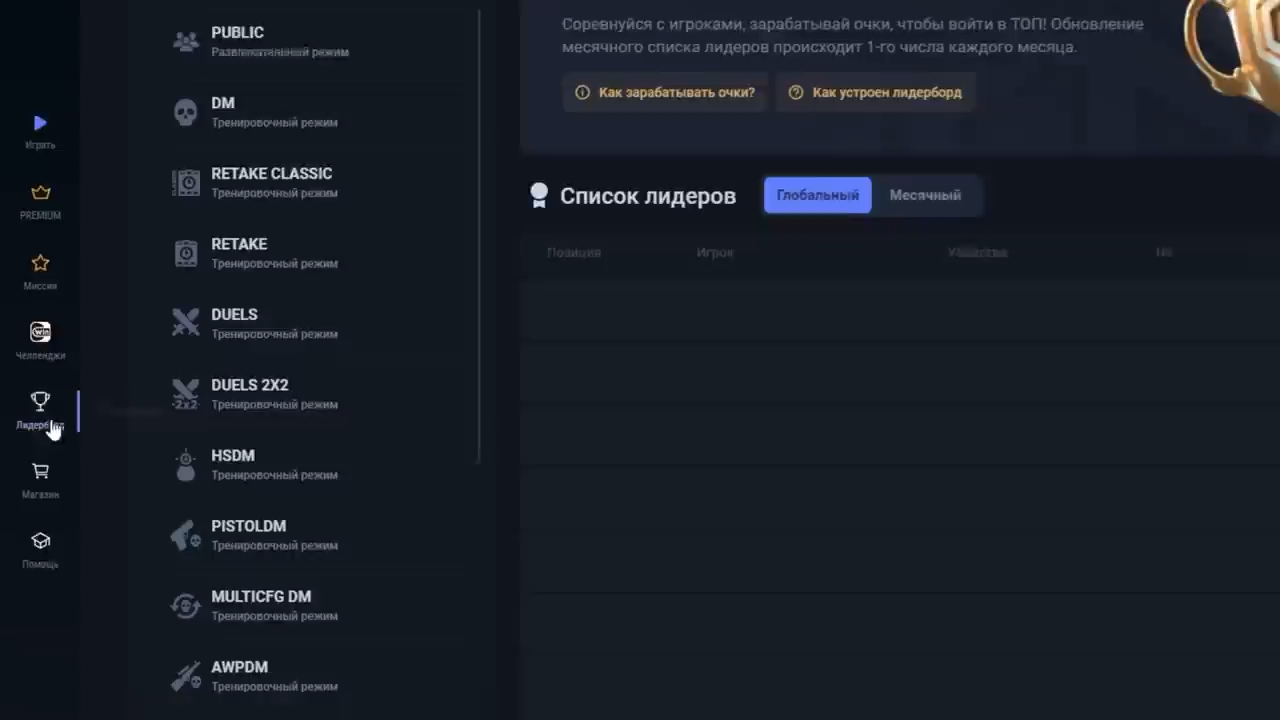 Играть
PREMIUM
Миссии
Челленджи
Магазин
Помощь
PUBLIC
Развлекательный режим
DM
Тренировочный режим
RETAKE CLASSIC
Тренировочный режим
RETAKE
Тренировочный режим
DUELS
Тренировочный режим
DUELS 2X2
Тренировочный режим
HSDM
Тренировочный режим
PISTOLDM
Тренировочный режим
MULTICFG DM
Тренировочный режим
AWPDM
Тренировочный режим
Соревнуйся с игроками, зарабатывай очки, чтобы войти в ТОП! Обновление
месячного списка лидеров происходит 1-го числа каждого месяца.
Как зарабатывать очки?
Как устроен лидерборд
Список лидеров
Глобальный
Месячный
Позиция
Игрок
Убийства